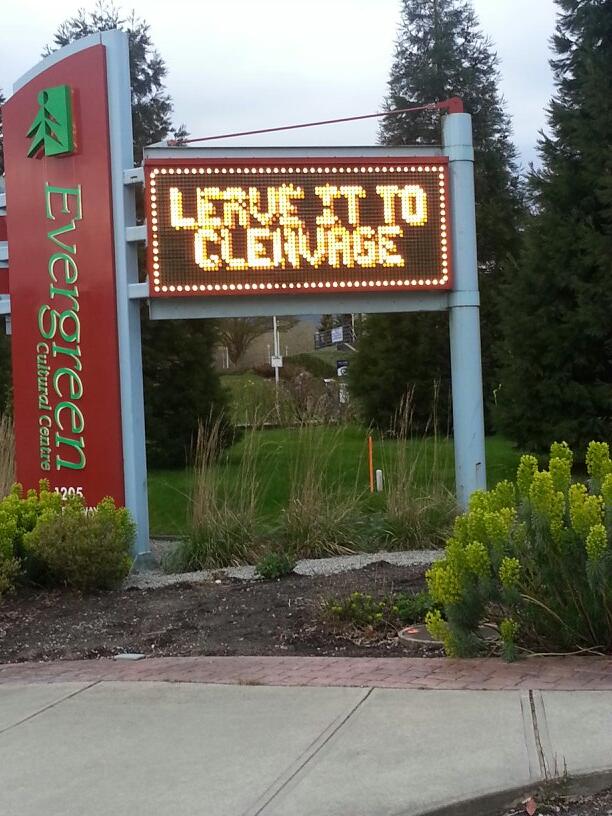 Evergreen
Cultural Centre
1205
LEAVE IT TO
CLEAVAGE